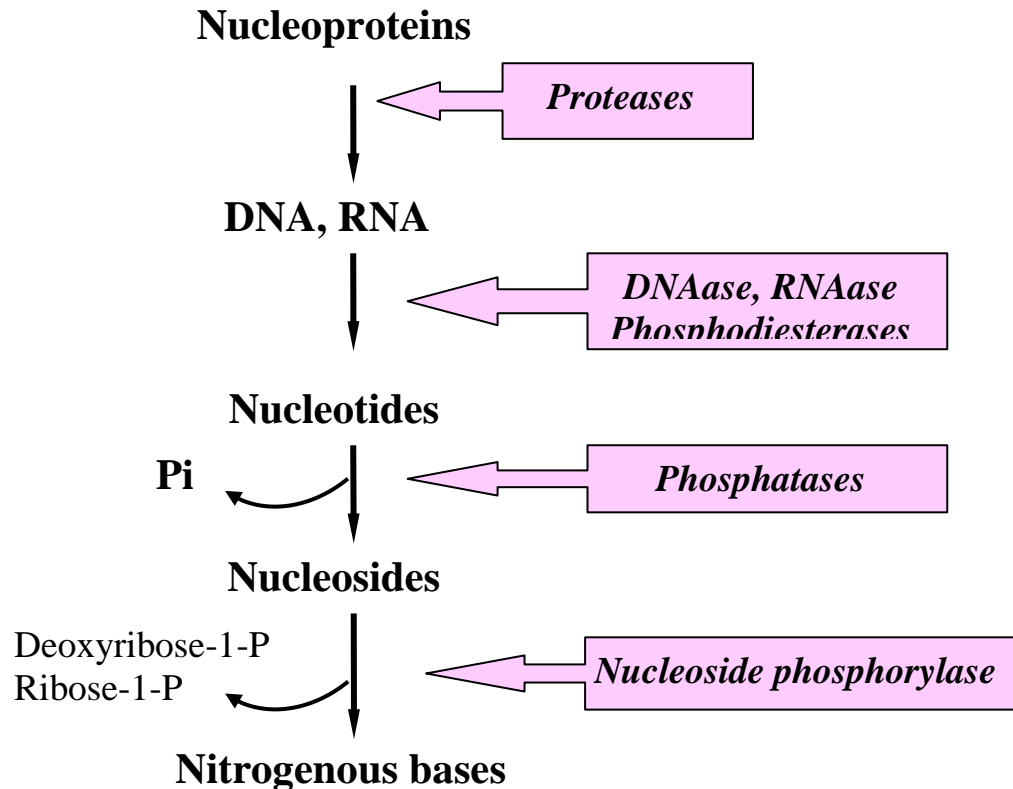 Nucleoproteins
Proteases
DNA, RNA
DNAase, RNAase
Phosphodiesterases
Nucleotides
Pi
Phosphatases
Nucleosides
Deoxyribose-1-P
Ribose-1-P
Nucleoside phosphorylase
Nitrogenous bases